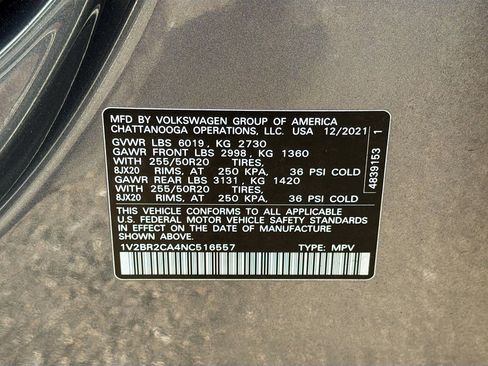 MFD BY VOLKSWAGEN GROUP OF AMERICA
CHATTANOOGA OPERATIONS, LLC. USA 12/2021
GVWR LBS 6019, KG 2730
GAWR FRONT LBS 2998, KG 1360
WITH 255/50R20 TIRES,
8JX20 RIMS, AT 250 KPA, 36 PSI COLD
GAWR REAR LBS 3131, KG 1420
WITH 255/50R20 TIRES,
8JX20 RIMS, AT 250 KPA, 36 PSI COLD
THIS VEHICLE CONFORMS TO ALL APPLICABLE
U.S. FEDERAL MOTOR VEHICLE SAFETY STANDARDS
IN EFFECT ON THE DATE OF MANUFACTURE
SHOWN ABOVE.
1V2BR2CA4NC516557 TYPE: MPV
4839153 1